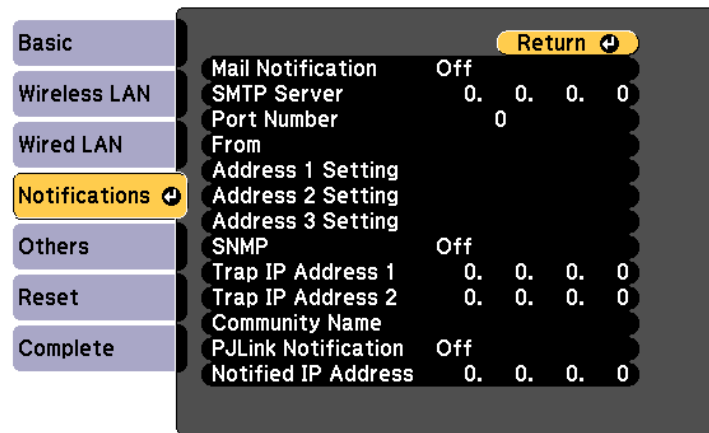 Basic
Wireless LAN
Wired LAN
Notifications
Others
Reset
Complete
Return
Mail Notification Off
SMTP Server 0. 0. 0. 0
Port Number 0
From
Address 1 Setting
Address 2 Setting
Address 3 Setting
SNMP Off
Trap IP Address 1 0. 0. 0. 0
Trap IP Address 2 0. 0. 0. 0
Community Name
PJLink Notification Off
Notified IP Address 0. 0. 0. 0